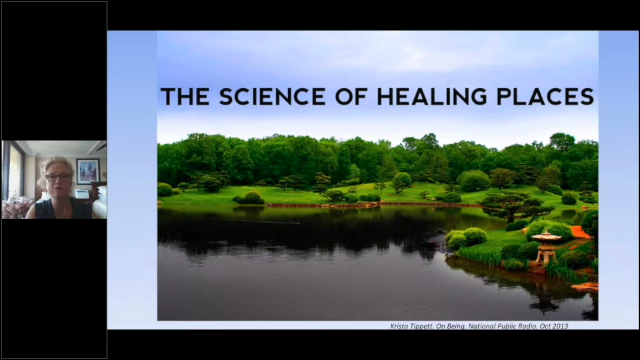 THE SCIENCE OF HEALING PLACES
Krista Tippett. On Being. National Public Radio. Oct 2013